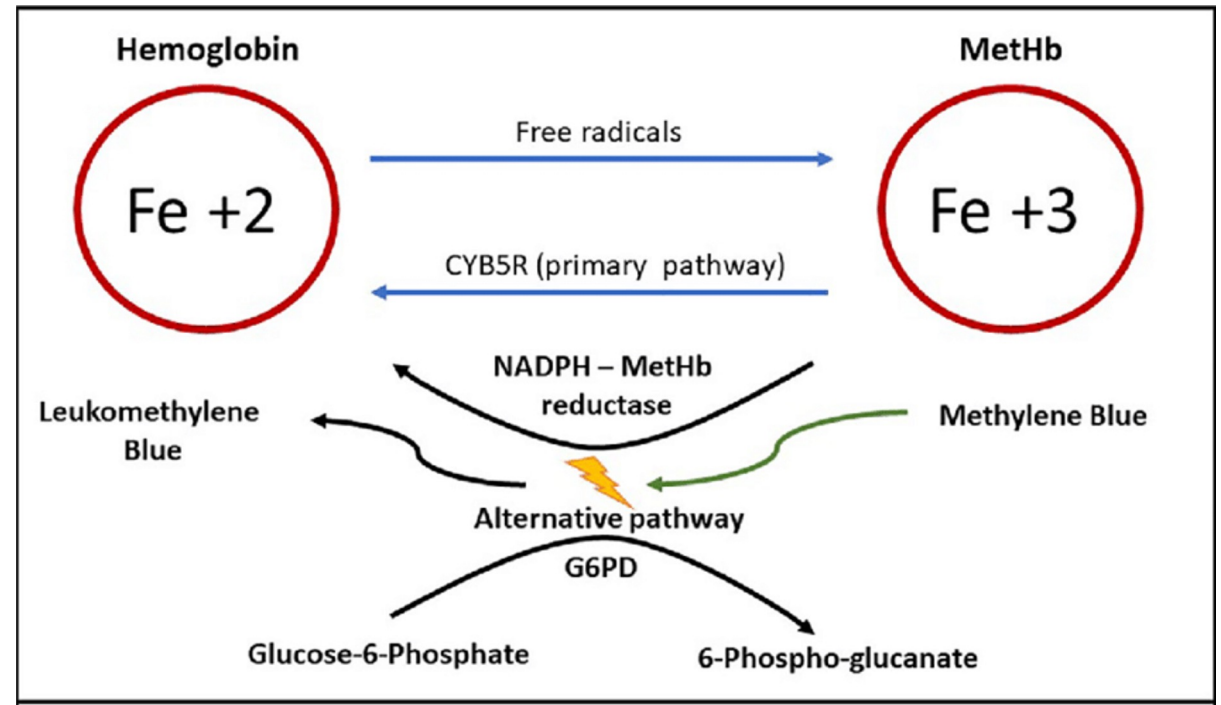 Hemoglobin
MetHb
Free radicals
Fe +2
Fe +3
CYB5R (primary pathway)
NADPH – MetHb
reductase
Leukomethylene
Blue
Methylene Blue
Alternative pathway
G6PD
Glucose-6-Phosphate
6-Phospho-glucanate